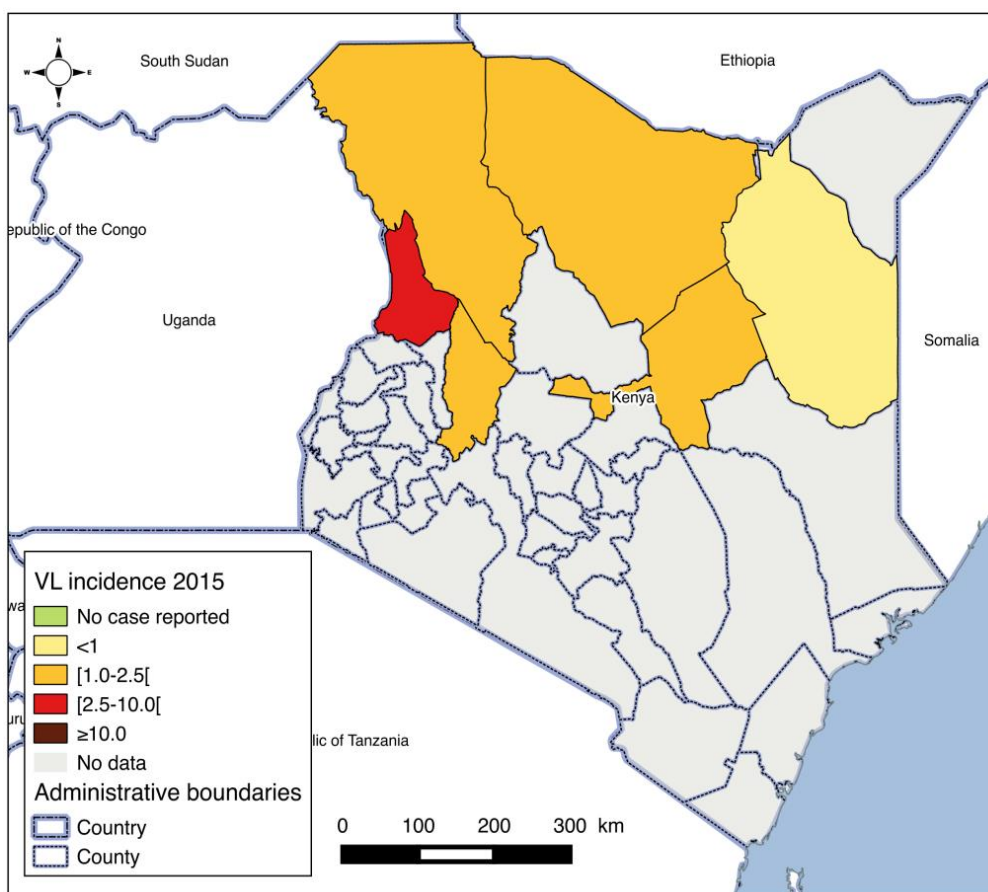 N
W E
S
South Sudan
Ethiopia
epublic of the Congo
Uganda
Somalia
Kenya
VL incidence 2015
No case reported
<1
[1.0-2.5[
[2.5-10.0[
≥10.0
No data
Administrative boundaries
Country
County
wa
uru
lic of Tanzania
0 100 200 300 km